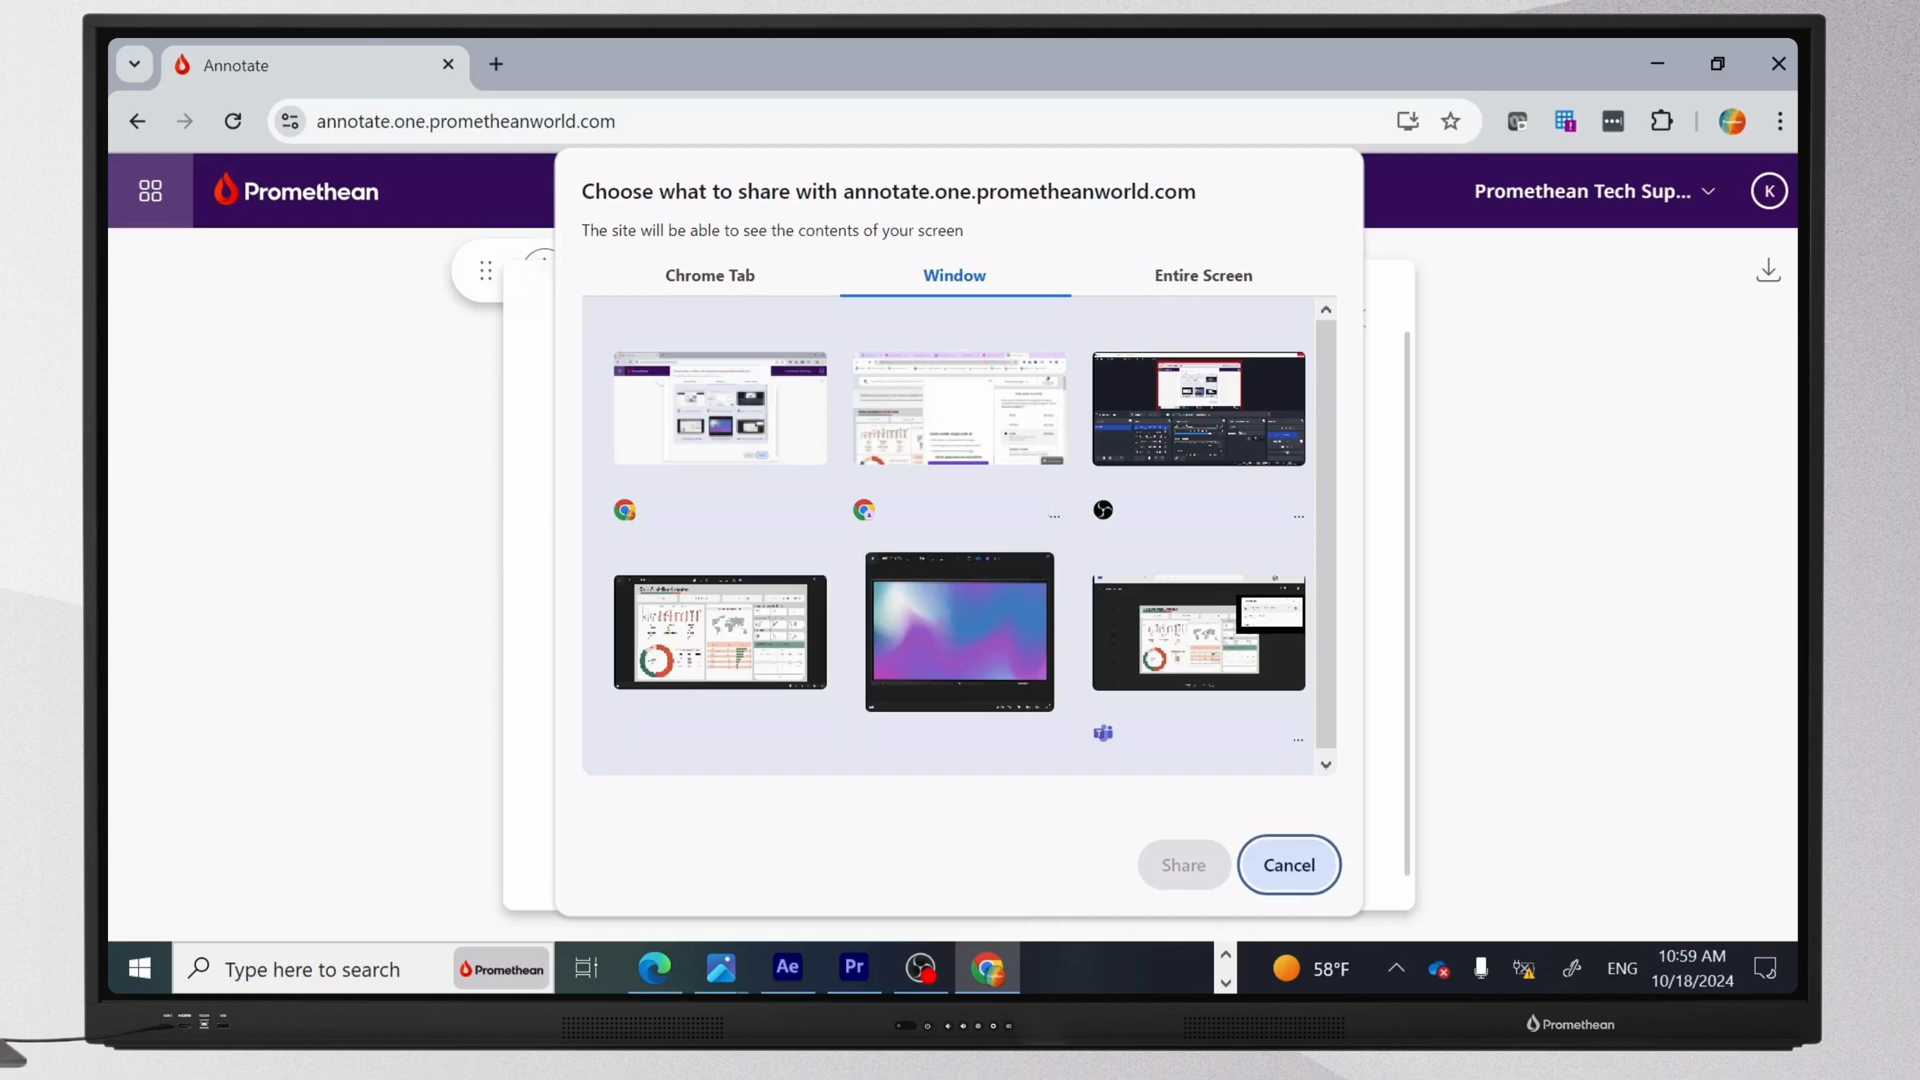 Annotate
annotate.one.prometheanworld.com
Promethean
Promethean Tech Sup...
K
Choose what to share with annotate.one.prometheanworld.com
The site will be able to see the contents of your screen
Chrome Tab
Window
Entire Screen
...
...
...
Share
Cancel
Type here to search
Promethean
Ae
Pr
58°F
ENG
10:59 AM
10/18/2024
Promethean